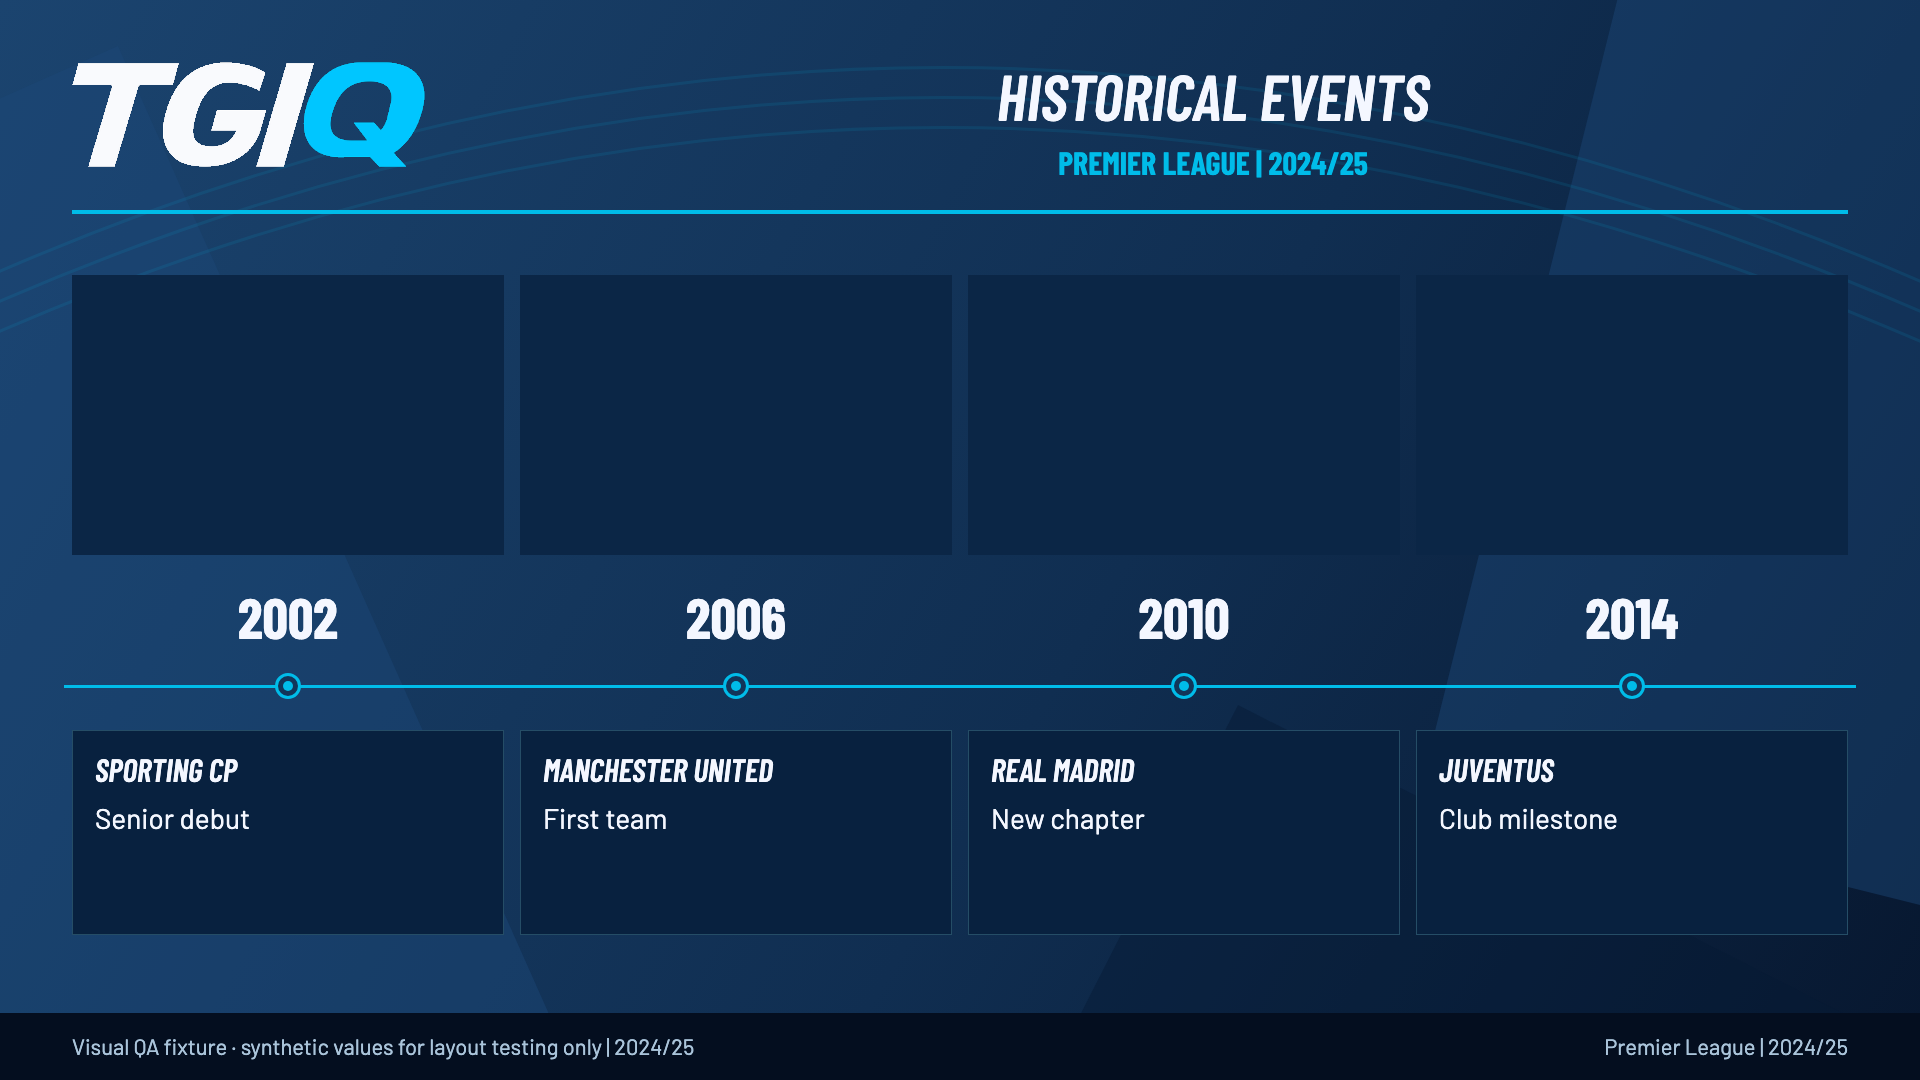 TGIQ
HISTORICAL EVENTS
PREMIER LEAGUE | 2024/25
2002
2006
2010
2014
SPORTING CP
Senior debut
MANCHESTER UNITED
First team
REAL MADRID
New chapter
JUVENTUS
Club milestone
Visual QA fixture · synthetic values for layout testing only | 2024/25
Premier League | 2024/25